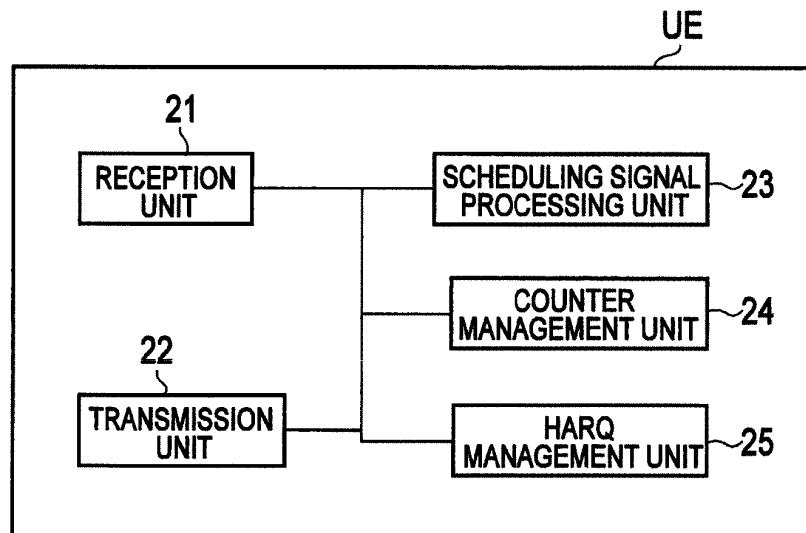 UE
21
RECEPTION
UNIT
SCHEDULING SIGNAL
PROCESSING UNIT
23
COUNTER
MANAGEMENT UNIT
24
22
TRANSMISSION
UNIT
HARQ
MANAGEMENT UNIT
25